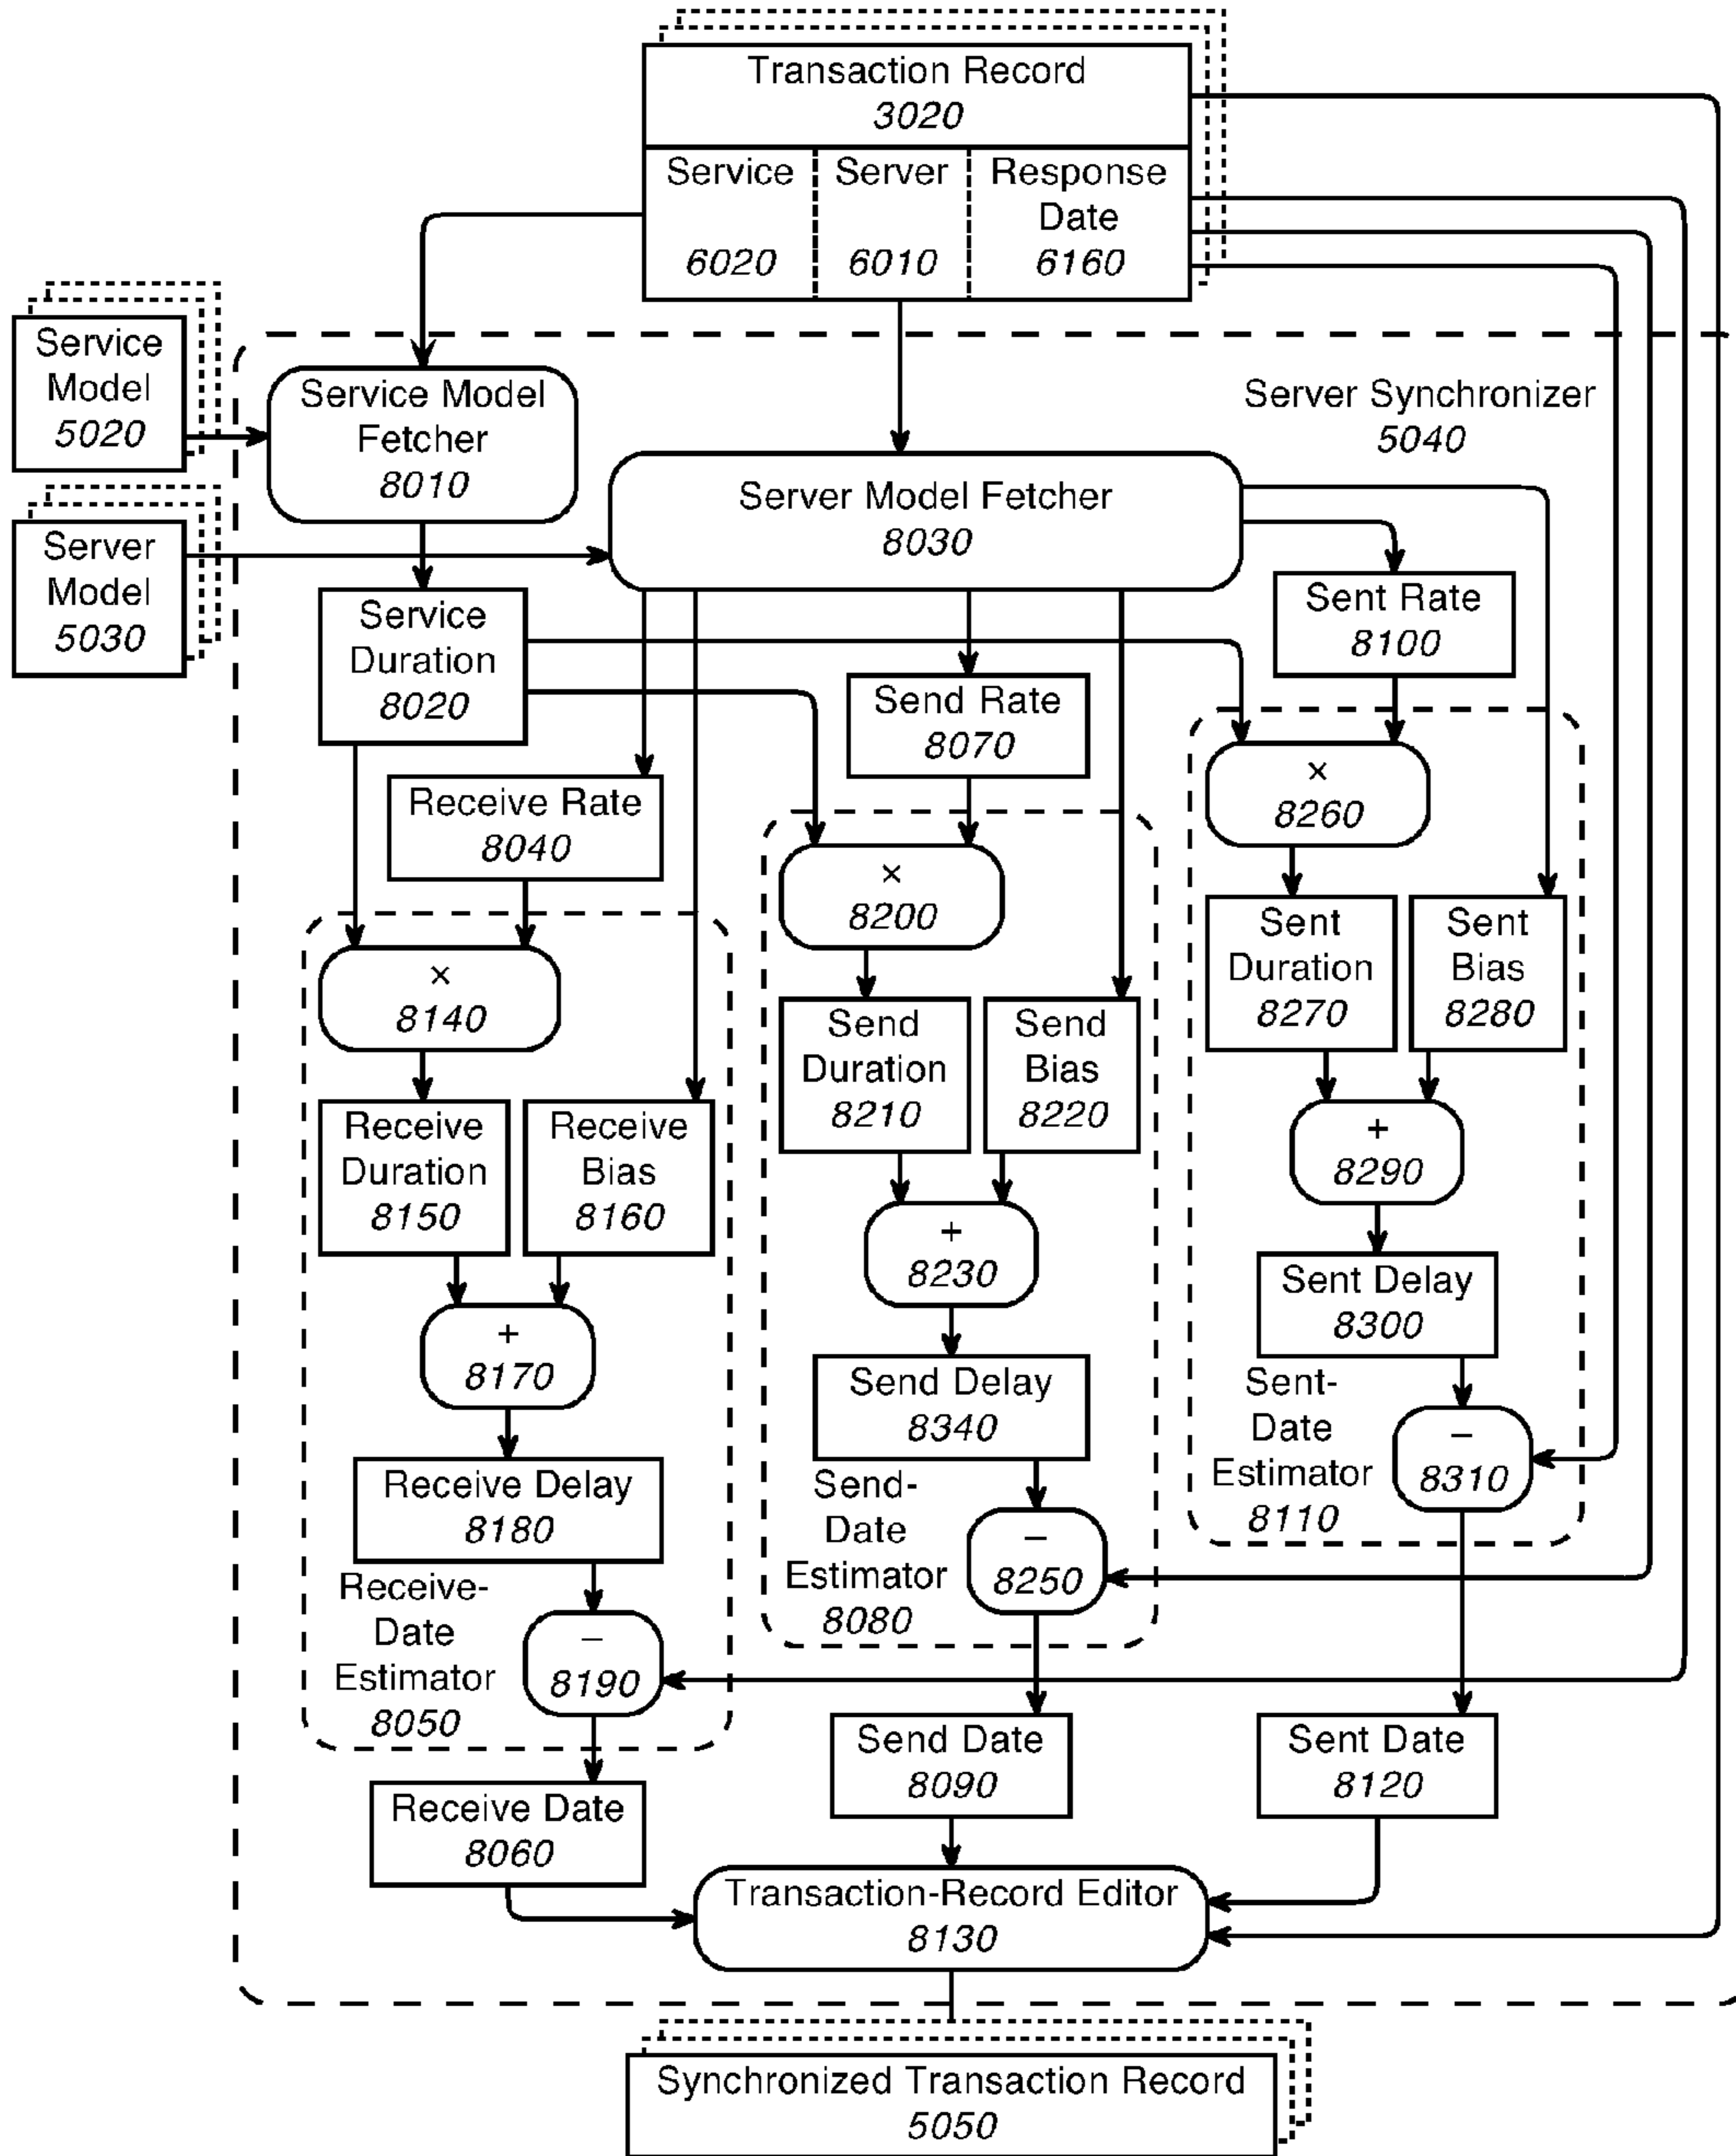 Transaction Record
3020
Service
6020
Server
6010
Response
Date
6160
Service
Model
5020
Service Model
Fetcher
8010
Server Synchronizer
5040
Server Model Fetcher
8030
Server
Model
5030
Service
Duration
8020
Sent Rate
8100
Send Rate
8070
Receive Rate
8040
×
8260
×
8200
×
8140
Sent
Duration
8270
Sent
Bias
8280
Send
Duration
8210
Send
Bias
8220
Receive
Duration
8150
Receive
Bias
8160
+
8290
+
8230
+
8170
Sent Delay
8300
Send Delay
8340
Receive Delay
8180
Sent-
Date
Estimator
8110
–
8310
Send-
Date
Estimator
8080
–
8250
Receive-
Date
Estimator
8050
–
8190
Send Date
8090
Sent Date
8120
Receive Date
8060
Transaction-Record Editor
8130
Synchronized Transaction Record
5050